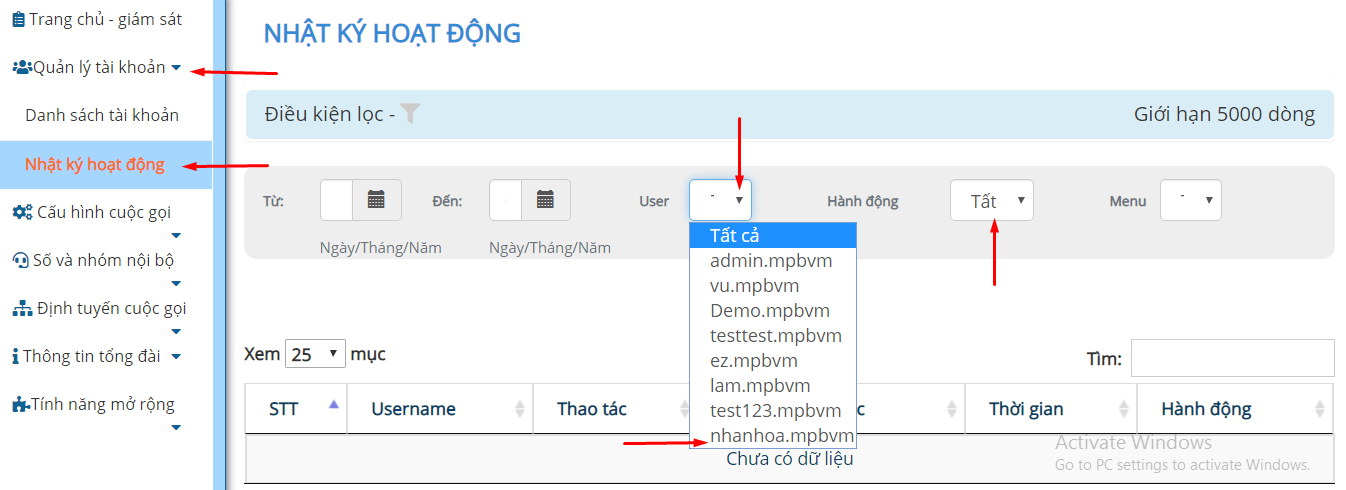 Trang chủ - giám sát
Quản lý tài khoản
Danh sách tài khoản
Nhật ký hoạt động
Cấu hình cuộc gọi
Số và nhóm nội bộ
Định tuyến cuộc gọi
Thông tin tổng đài
Tính năng mở rộng
NHẬT KÝ HOẠT ĐỘNG
Điều kiện lọc - Giới hạn 5000 dòng
Từ: Đến: User - Hành động Tất Menu -
Ngày/Tháng/Năm Ngày/Tháng/Năm
Tất cả
admin.mpbvm
vu.mpbvm
Demo.mpbvm
testtest.mpbvm
ez.mpbvm
lam.mpbvm
test123.mpbvm
nhanhoa.mpbvm
Xem 25 mục Tìm:
STT Username Thao tác c Thời gian Hành động
Chưa có dữ liệu
Activate Windows
Go to PC settings to activate Windows.